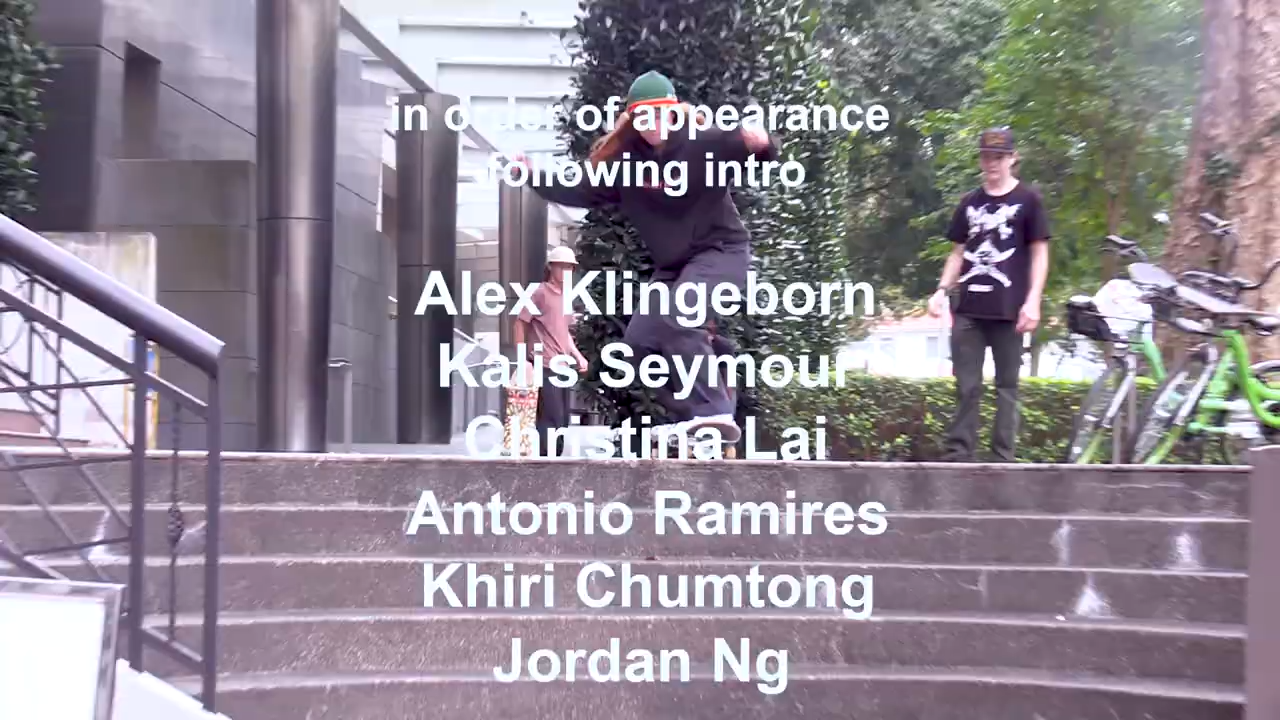 in order of appearance
following intro
Alex Klingeborn
Kalis Seymour
Christina Lai
Antonio Ramires
Khiri Chumtong
Jordan Ng